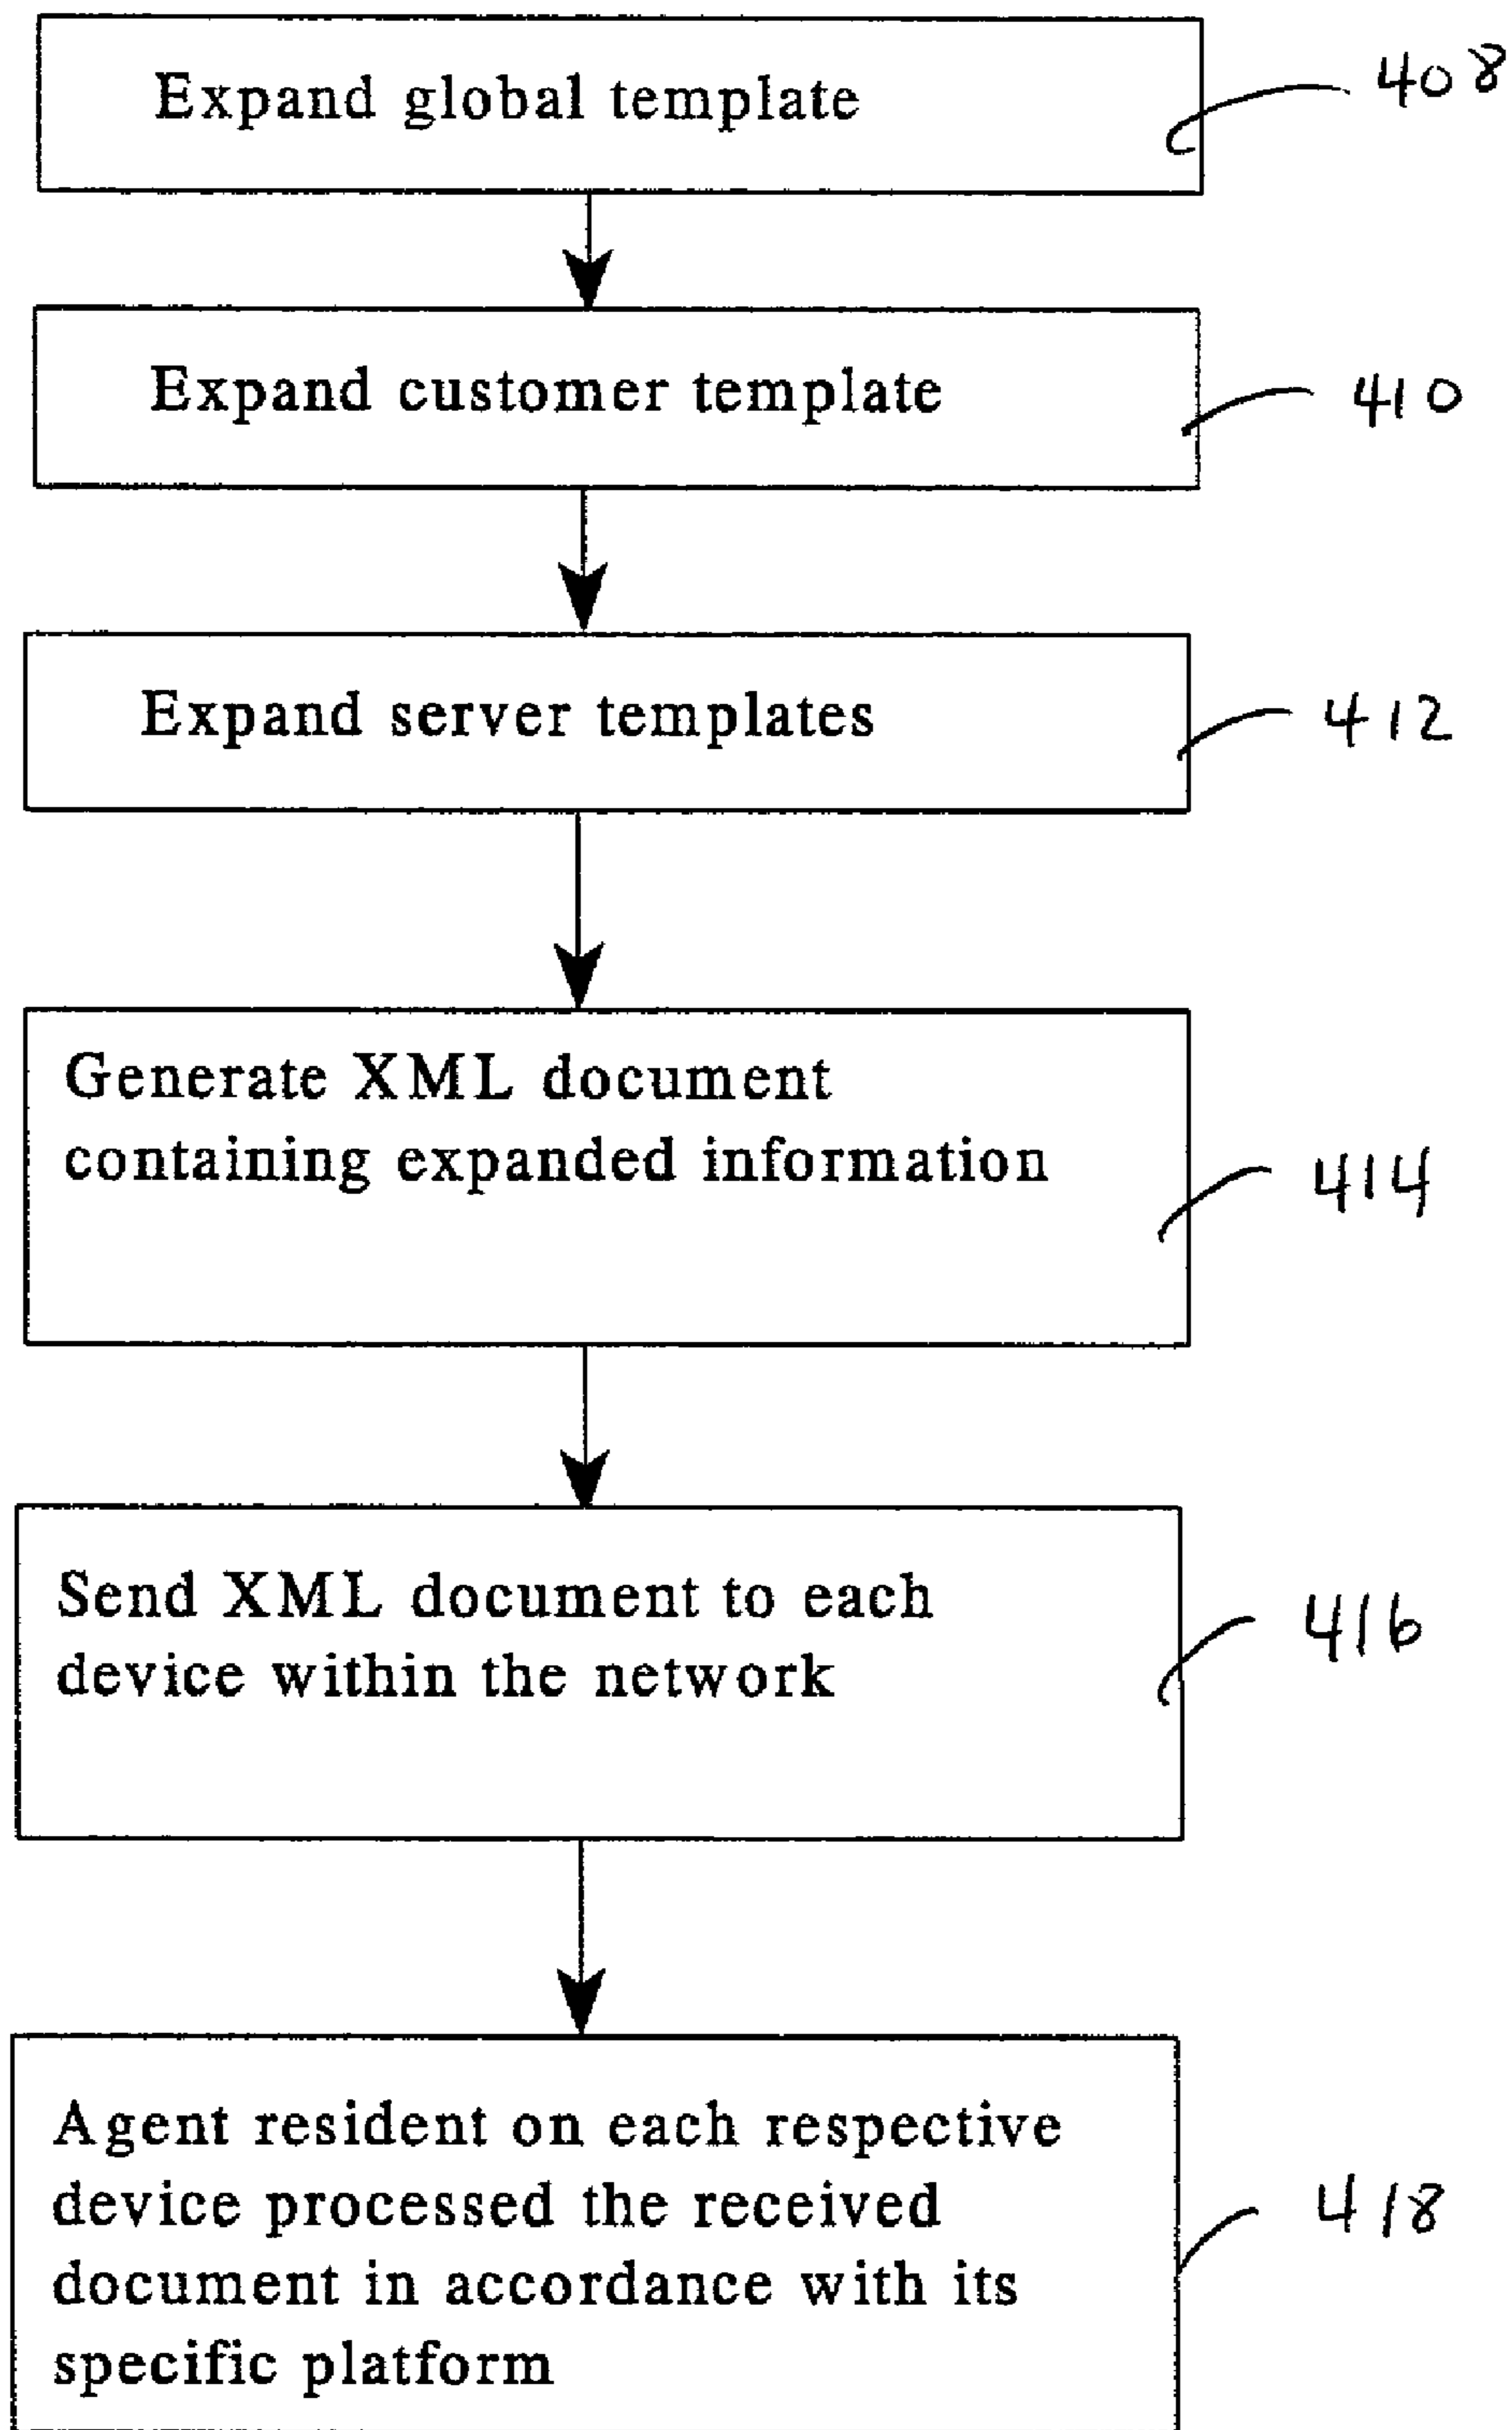 Expand global template
408
Expand customer template
410
Expand server templates
412
Generate XML document
containing expanded information
414
Send XML document to each
device within the network
416
Agent resident on each respective
device processed the received
document in accordance with its
specific platform
418